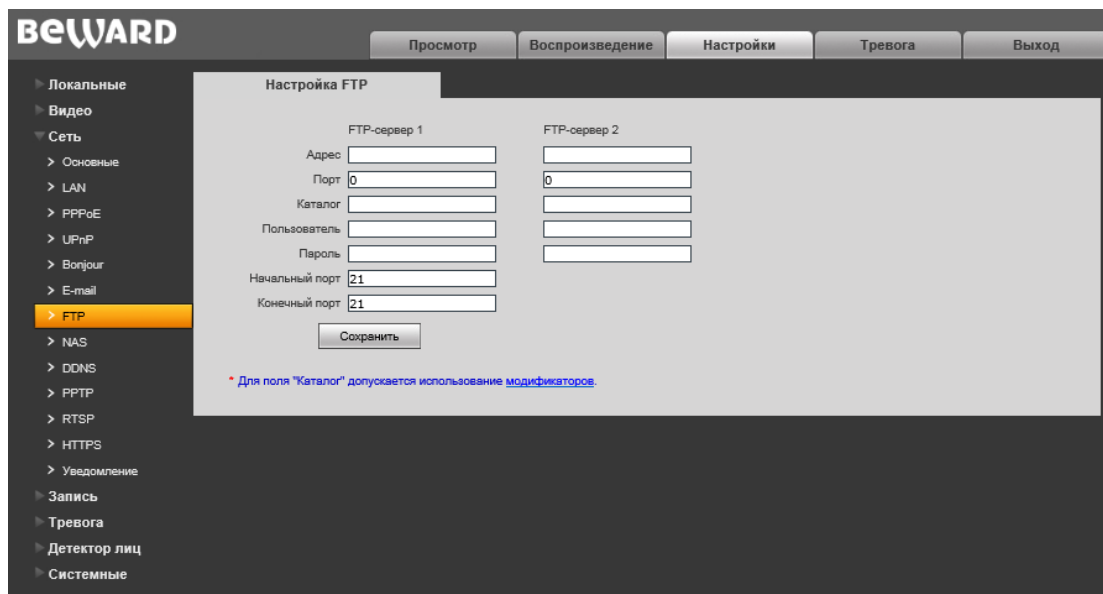 BEWARD
Просмотр
Воспроизведение
Настройки
Тревога
Выход
Локальные
Видео
Сеть
Основные
LAN
PPPoE
UPnP
Bonjour
E-mail
FTP
NAS
DDNS
PPTP
RTSP
HTTPS
Уведомление
Запись
Тревога
Детектор лиц
Системные
Настройка FTP
FTP-сервер 1 FTP-сервер 2
Адрес
Порт 0 0
Каталог
Пользователь
Пароль
Начальный порт 21
Конечный порт 21
Сохранить
* Для поля "Каталог" допускается использование модификаторов.